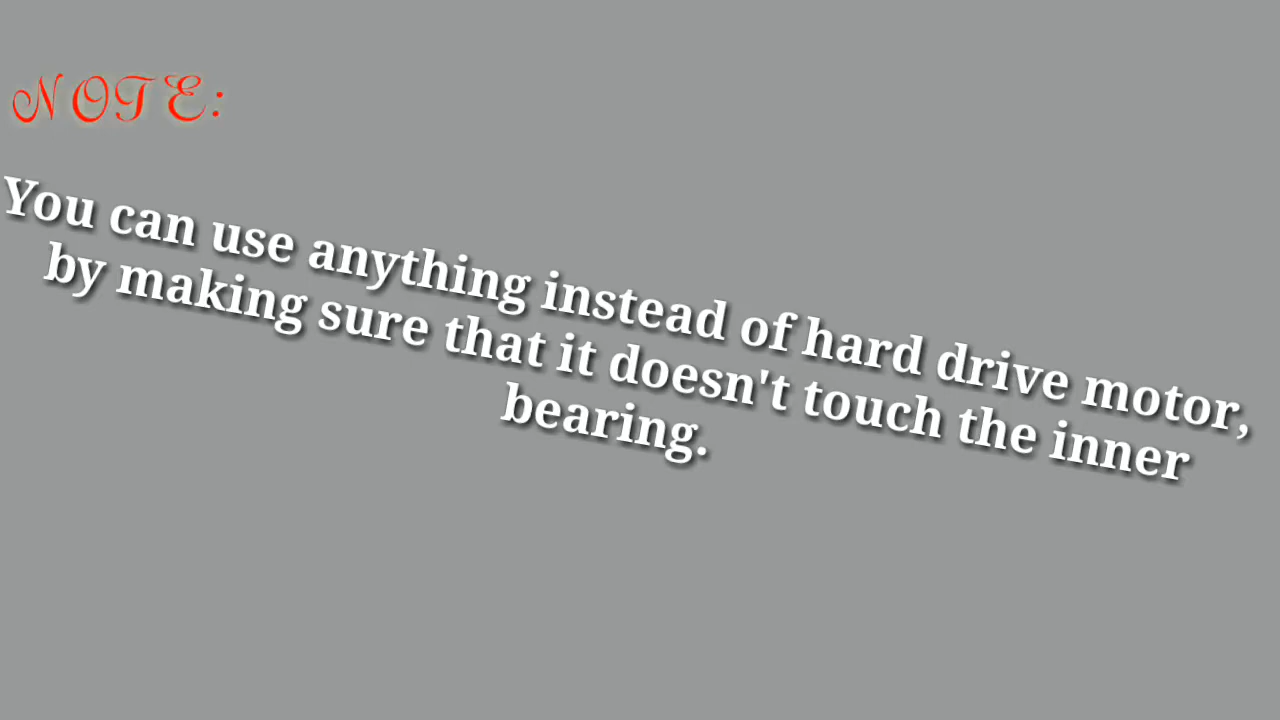 NOTE:
You can use anything instead of hard drive motor,
by making sure that it doesn't touch the inner
bearing.